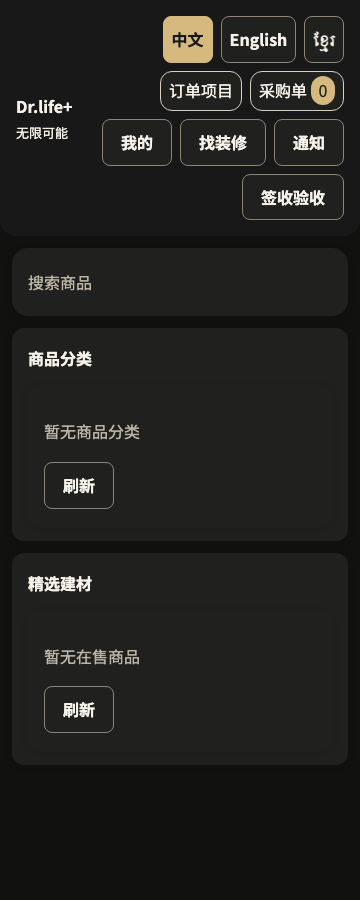 中文 English ខ្មែរ
订单项目 采购单 0
Dr.life+
无限可能
我的 找装修 通知
签收验收
搜索商品
商品分类
暂无商品分类
刷新
精选建材
暂无在售商品
刷新